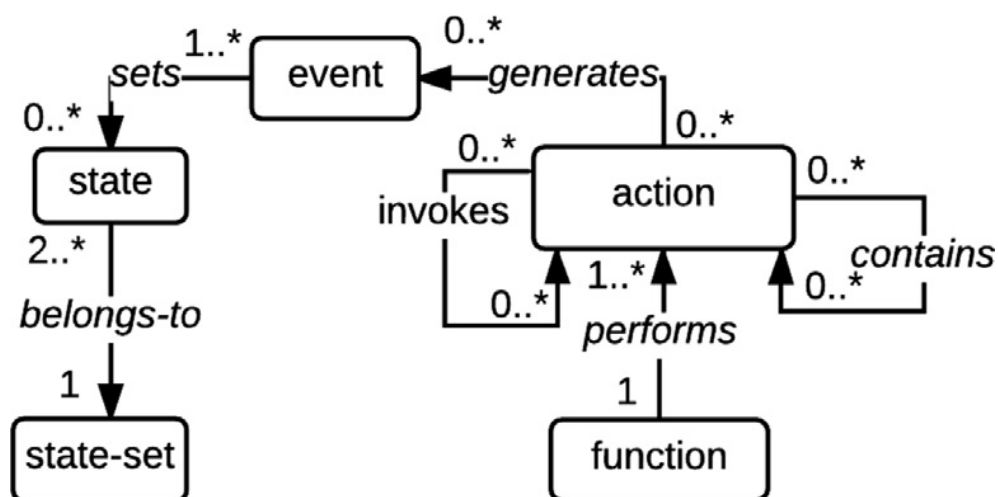 1..*
event
0..*
sets
generates
0..*
0..*
state
0..*
action
0..*
invokes
2..*
1..*
contains
0..*
0..*
belongs-to
performs
1
1
state-set
function